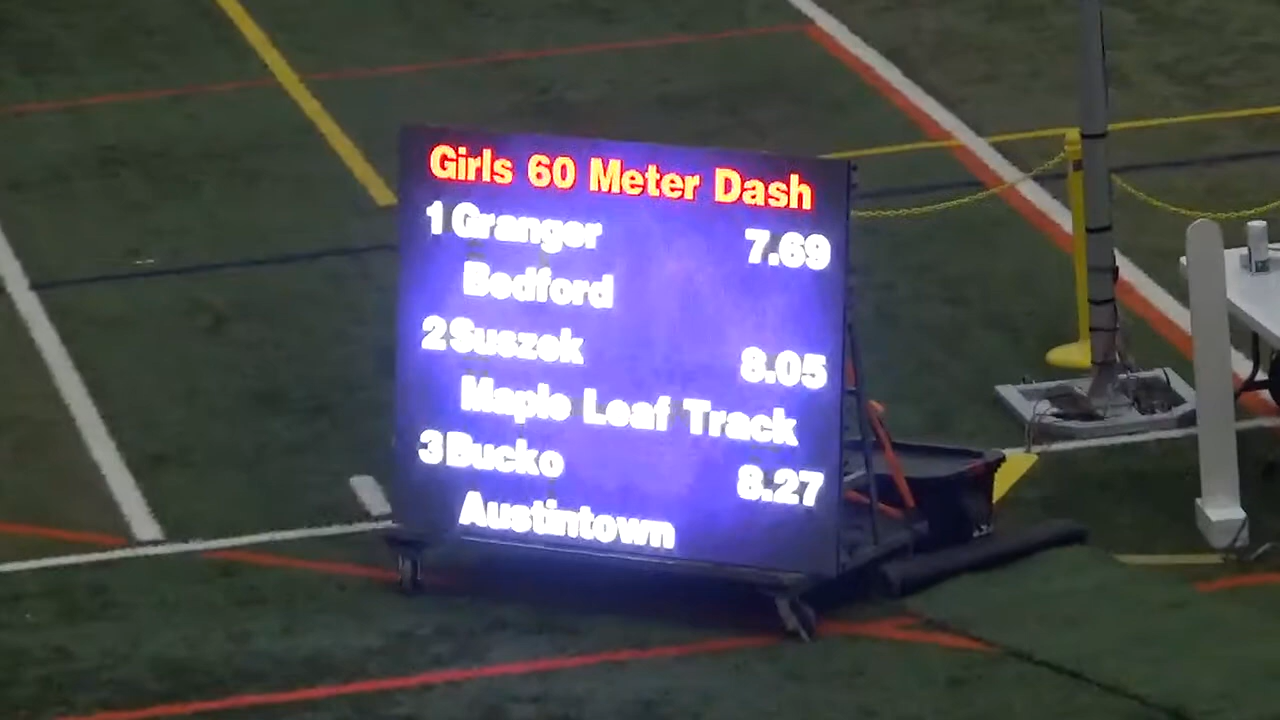 Girls 60 Meter Dash
1 Granger 7.69
Bedford
2 Suszek 8.05
Maple Leaf Track
3 Bucko 8.27
Austintown